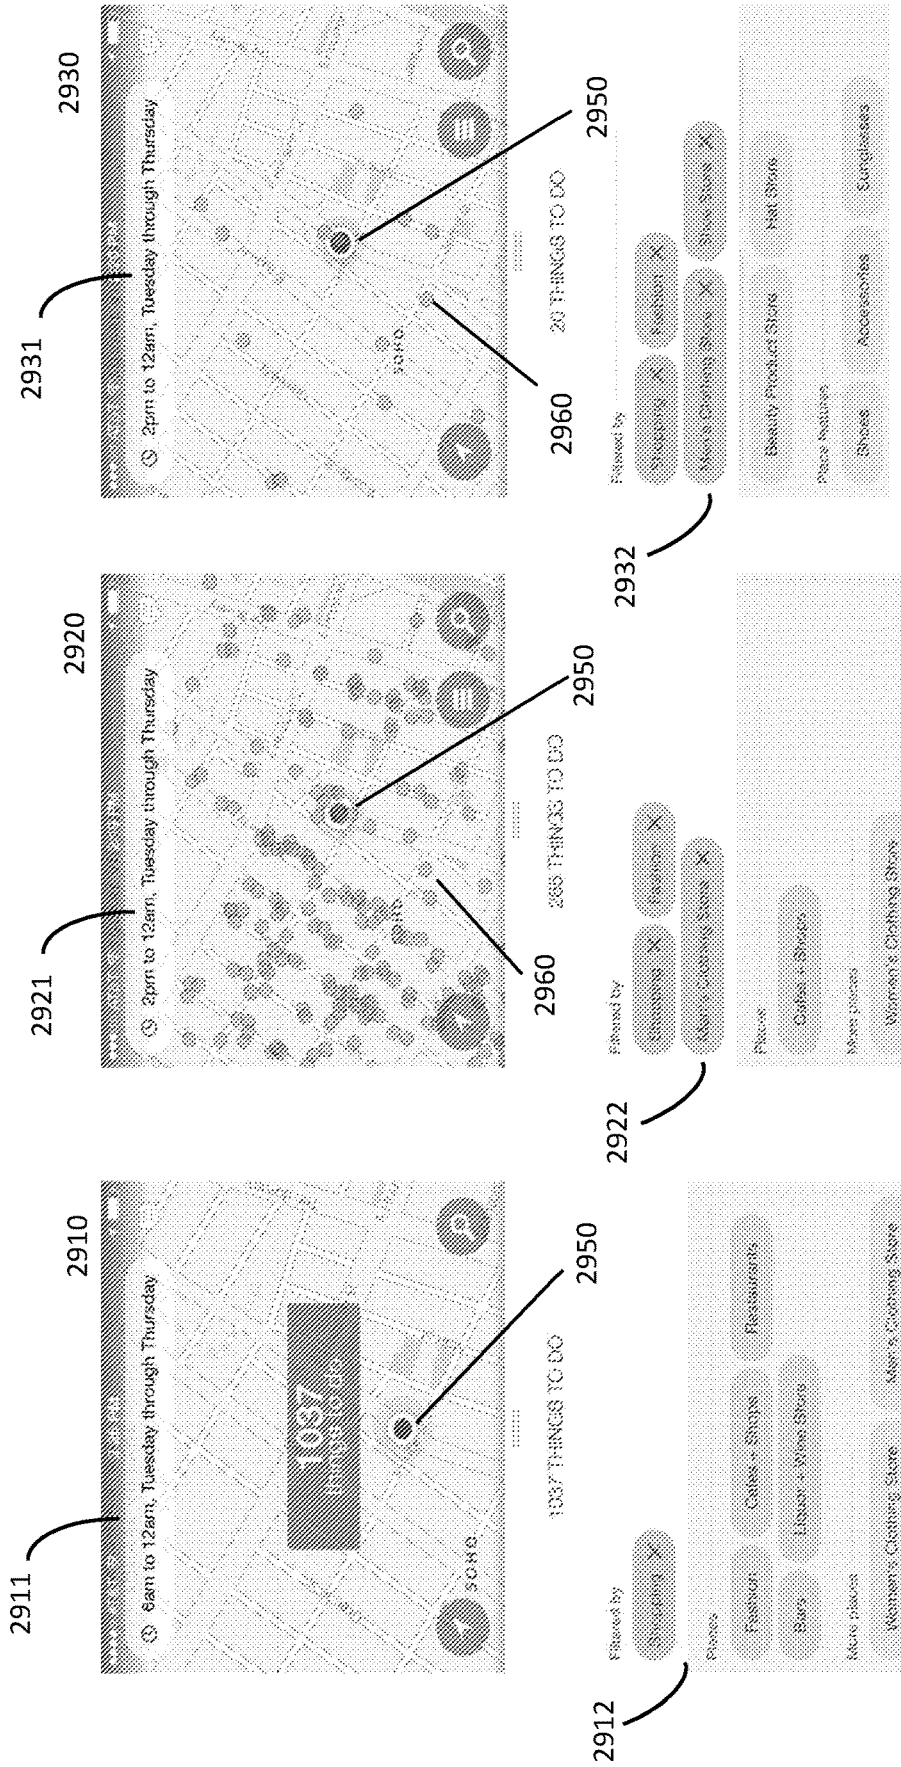 2910
2911
6am to 12am, Tuesday through Thursday
1037
THINGS TO DO
SOHO
2950
1037 THINGS TO DO
2912
Filtered by
Shopping X
Places
Fashion Cafes + Shops Restaurants
Bars Liquor + Wine Store
More places
Women's Clothing Store Men's Clothing Store
2920
2921
2pm to 12am, Tuesday through Thursday
SOHO
2950
2960
THINGS TO DO
2922
Filtered by
Shopping X Fashion X
Men's Clothing Store X
Places
Cafes + Shops
More places
Women's Clothing Store
2930
2931
2pm to 12am, Tuesday through Thursday
SOHO
2950
2960
20 THINGS TO DO
2932
Filtered by
Shopping X Fashion X
Men's Clothing Store X Shoe Store X
Beauty Product Store Hat Store
Place features
Shoes Accessories Sunglasses